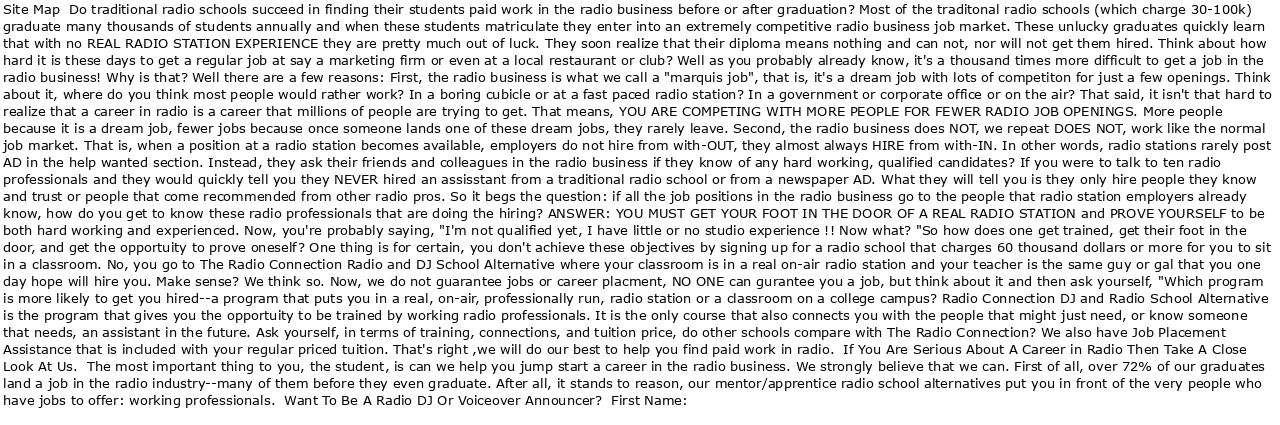 Site Map  Do traditional radio schools succeed in finding their students paid work in the radio business before or after graduation? Most of the traditonal radio schools (which charge 30-100k)
graduate many thousands of students annually and when these students matriculate they enter into an extremely competitive radio business job market. These unlucky graduates quickly learn
that with no REAL RADIO STATION EXPERIENCE they are pretty much out of luck. They soon realize that their diploma means nothing and can not, nor will not get them hired. Think about how
hard it is these days to get a regular job at say a marketing firm or even at a local restaurant or club? Well as you probably already know, it's a thousand times more difficult to get a job in the
radio business! Why is that? Well there are a few reasons: First, the radio business is what we call a "marquis job", that is, it's a dream job with lots of competiton for just a few openings. Think
about it, where do you think most people would rather work? In a boring cubicle or at a fast paced radio station? In a government or corporate office or on the air? That said, it isn't that hard to
realize that a career in radio is a career that millions of people are trying to get. That means, YOU ARE COMPETING WITH MORE PEOPLE FOR FEWER RADIO JOB OPENINGS. More people
because it is a dream job, fewer jobs because once someone lands one of these dream jobs, they rarely leave. Second, the radio business does NOT, we repeat DOES NOT, work like the normal
job market. That is, when a position at a radio station becomes available, employers do not hire from with-OUT, they almost always HIRE from with-IN. In other words, radio stations rarely post
AD in the help wanted section. Instead, they ask their friends and colleagues in the radio business if they know of any hard working, qualified candidates? If you were to talk to ten radio
professionals and they would quickly tell you they NEVER hired an assisstant from a traditional radio school or from a newspaper AD. What they will tell you is they only hire people they know
and trust or people that come recommended from other radio pros. So it begs the question: if all the job positions in the radio business go to the people that radio station employers already
know, how do you get to know these radio professionals that are doing the hiring? ANSWER: YOU MUST GET YOUR FOOT IN THE DOOR OF A REAL RADIO STATION and PROVE YOURSELF to be
both hard working and experienced. Now, you're probably saying, "I'm not qualified yet, I have little or no studio experience !! Now what? "So how does one get trained, get their foot in the
door, and get the opportuity to prove oneself? One thing is for certain, you don't achieve these objectives by signing up for a radio school that charges 60 thousand dollars or more for you to sit
in a classroom. No, you go to The Radio Connection Radio and DJ School Alternative where your classroom is in a real on-air radio station and your teacher is the same guy or gal that you one
day hope will hire you. Make sense? We think so. Now, we do not guarantee jobs or career placment, NO ONE can gurantee you a job, but think about it and then ask yourself, "Which program
is more likely to get you hired--a program that puts you in a real, on-air, professionally run, radio station or a classroom on a college campus? Radio Connection DJ and Radio School Alternative
is the program that gives you the opportunity to be trained by working radio professionals. It is the only course that also connects you with the people that might just need, or know someone
that needs, an assistant in the future. Ask yourself, in terms of training, connections, and tuition price, do other schools compare with The Radio Connection? We also have Job Placement
Assistance that is included with your regular priced tuition. That's right ,we will do our best to help you find paid work in radio.  If You Are Serious About A Career in Radio Then Take A Close
Look At Us.  The most important thing to you, the student, is can we help you jump start a career in the radio business. We strongly believe that we can. First of all, over 72% of our graduates
land a job in the radio industry--many of them before they even graduate. After all, it stands to reason, our mentor/apprentice radio school alternatives put you in front of the very people who
have jobs to offer: working professionals.  Want To Be A Radio DJ Or Voiceover Announcer?  First Name: